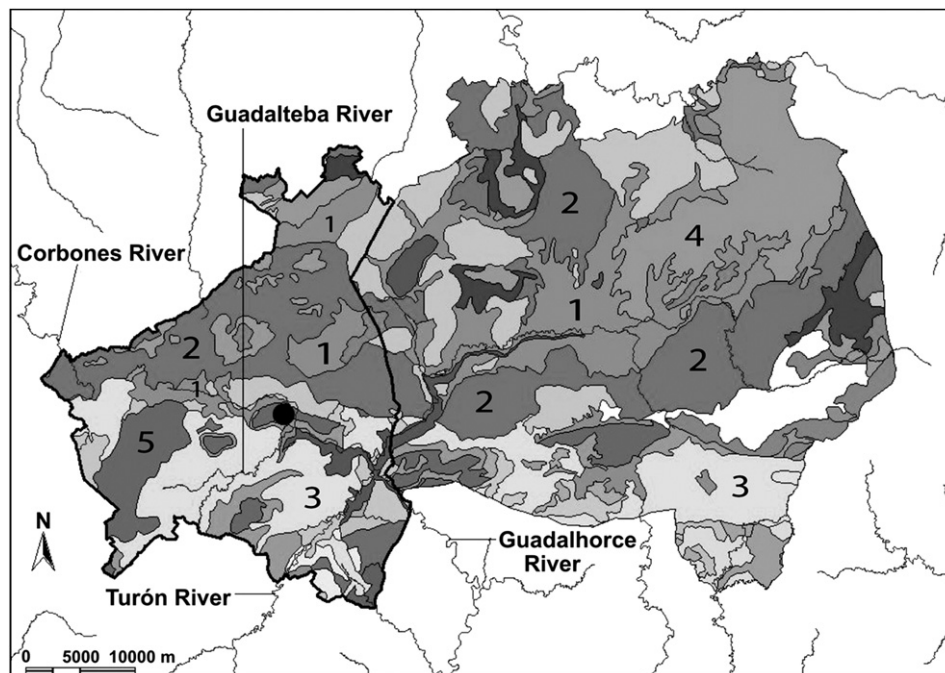 Guadalteba River
1
2
Corbones River
4
1
2
1
2
1
2
5
3
3
N
Guadalhorce
River
Turón River
0 5000 10000 m